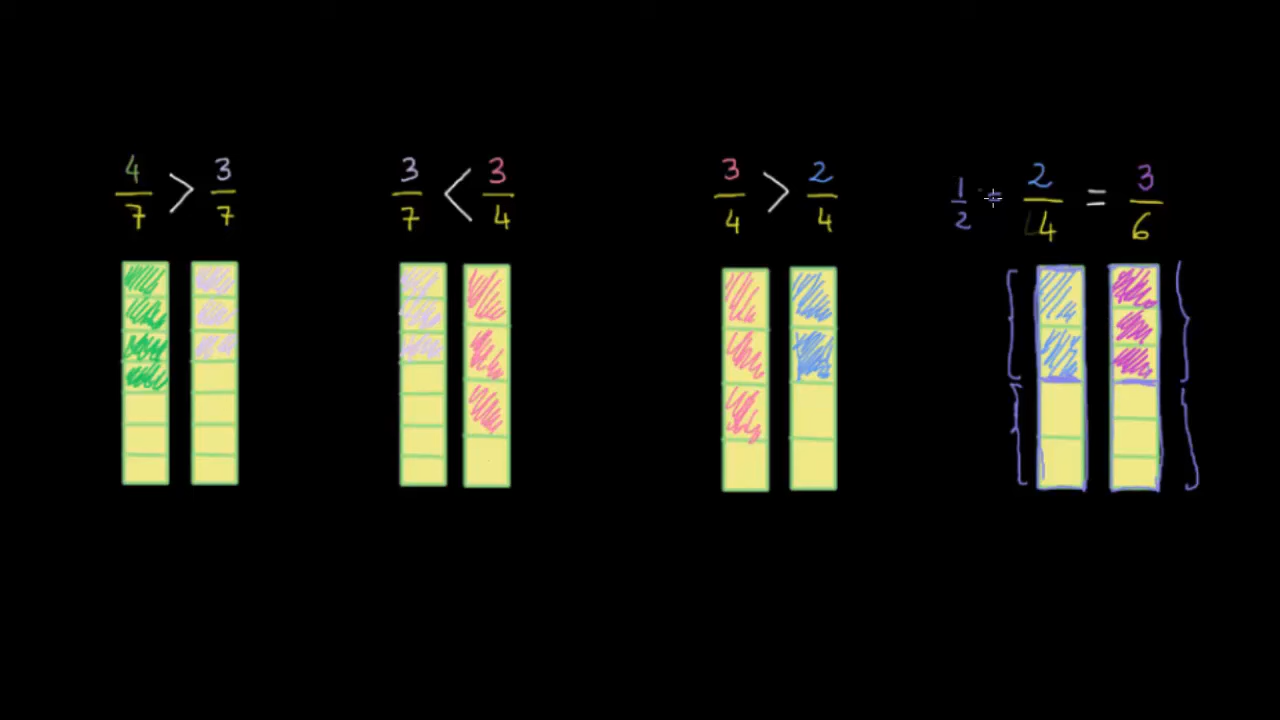 4/7 > 3/7
3/7 < 3/4
3/4 > 2/4
1/2 = 2/4 = 3/6